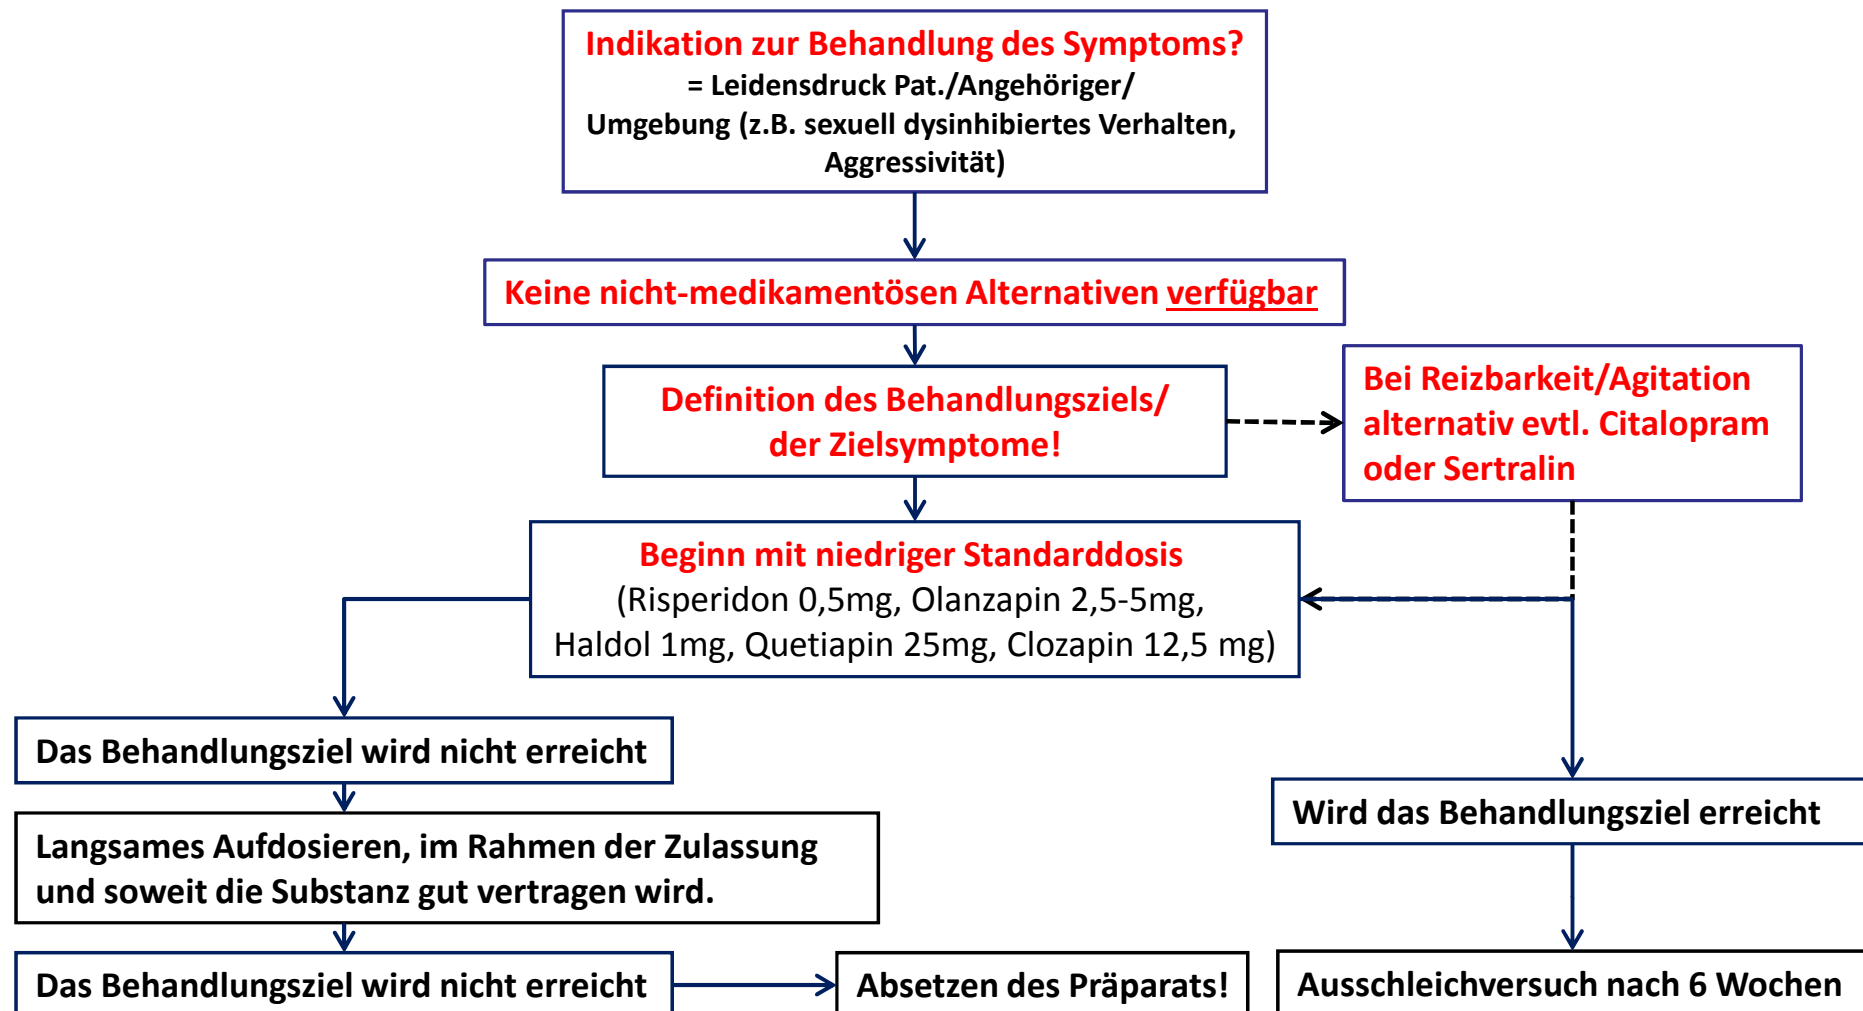 Indikation zur Behandlung des Symptoms?
= Leidensdruck Pat./Angehöriger/
Umgebung (z.B. sexuell dysinhibiertes Verhalten,
Aggressivität)
Keine nicht-medikamentösen Alternativen verfügbar
Definition des Behandlungsziels/
der Zielsymptome!
Bei Reizbarkeit/Agitation
alternativ evtl. Citalopram
oder Sertralin
Beginn mit niedriger Standarddosis
(Risperidon 0,5mg, Olanzapin 2,5-5mg,
Haldol 1mg, Quetiapin 25mg, Clozapin 12,5 mg)
Das Behandlungsziel wird nicht erreicht
Langsames Aufdosieren, im Rahmen der Zulassung
und soweit die Substanz gut vertragen wird.
Das Behandlungsziel wird nicht erreicht
Absetzen des Präparats!
Wird das Behandlungsziel erreicht
Ausschleichversuch nach 6 Wochen